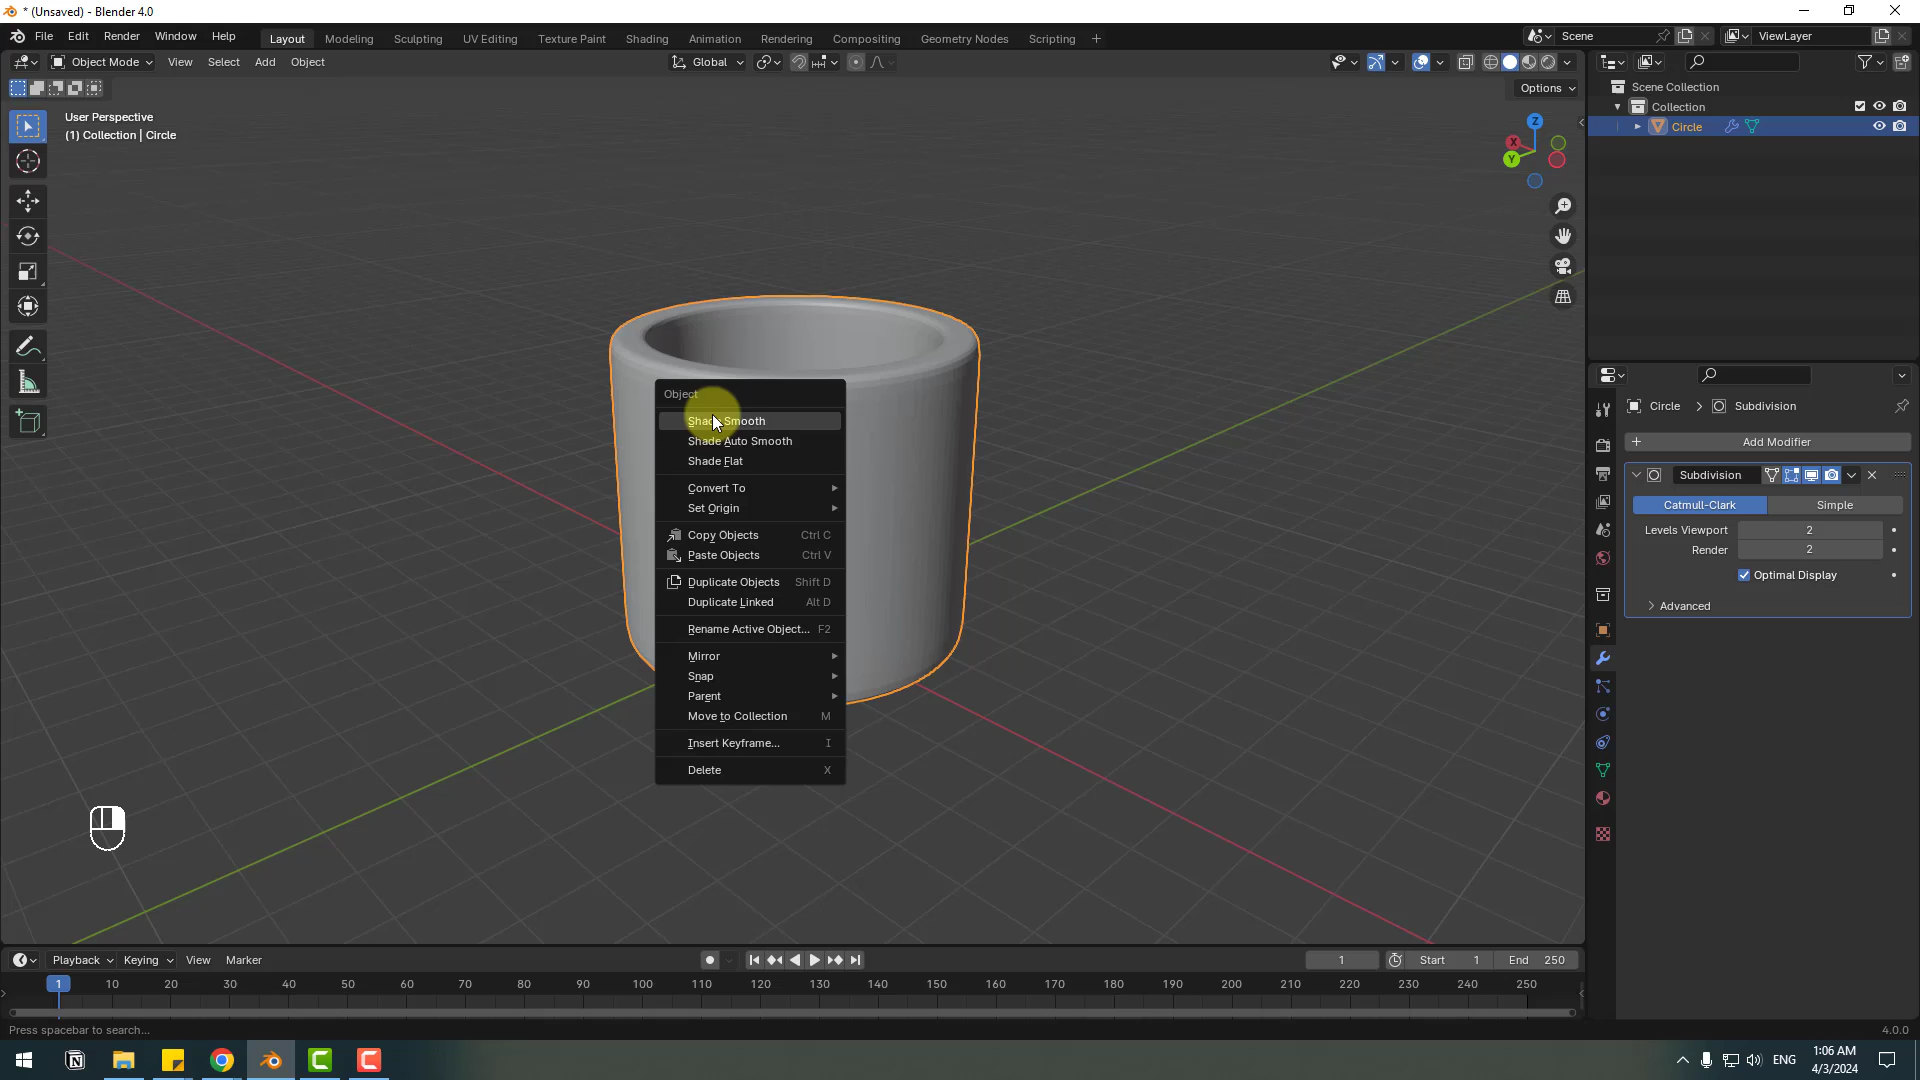 * (Unsaved) - Blender 4.0
File Edit Render Window Help
Layout Modeling Sculpting UV Editing Texture Paint Shading Animation Rendering Compositing Geometry Nodes Scripting +
Scene
ViewLayer
Object Mode View Select Add Object
Global
Options
User Perspective
(1) Collection | Circle
Z
X
Y
Scene Collection
Collection
Circle
Object
Shade Smooth
Shade Auto Smooth
Shade Flat
Convert To
Set Origin
Copy Objects Ctrl C
Paste Objects Ctrl V
Duplicate Objects Shift D
Duplicate Linked Alt D
Rename Active Object... F2
Mirror
Snap
Parent
Move to Collection M
Insert Keyframe... I
Delete X
Circle > Subdivision
+ Add Modifier
Subdivision
Catmull-Clark Simple
Levels Viewport 2
Render 2
Optimal Display
Advanced
Playback Keying View Marker
1 Start 1 End 250
1 10 20 30 40 50 60 70 80 90 100 110 120 130 140 150 160 170 180 190 200 210 220 230 240 250
Press spacebar to search...
4.0.0
ENG
1:06 AM
4/3/2024